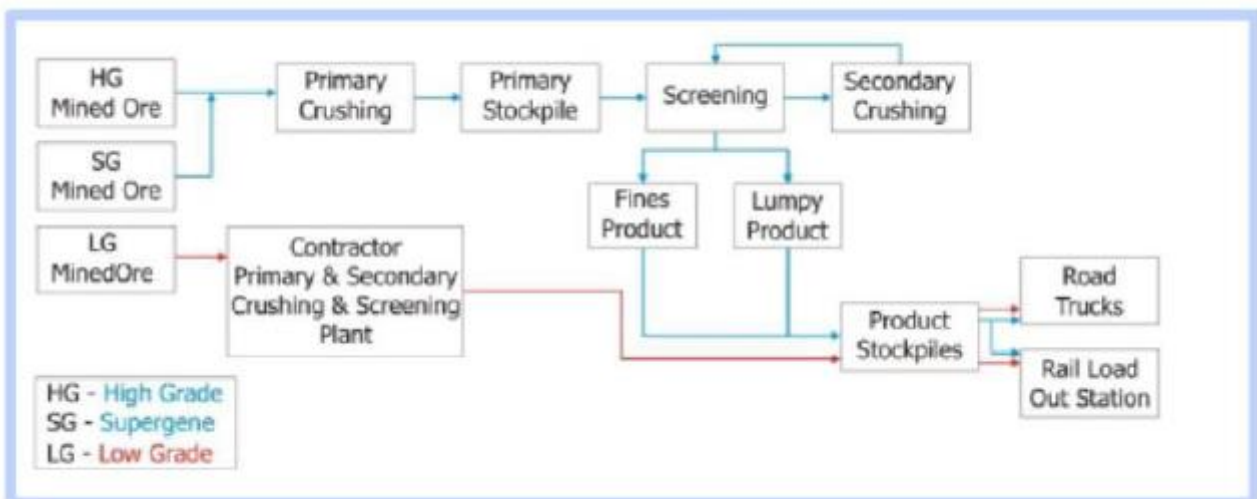 HG
Mined Ore
Primary
Crushing
Primary
Stockpile
Screening
Secondary
Crushing
SG
Mined Ore
Fines
Product
Lumpy
Product
LG
MinedOre
Contractor
Primary & Secondary
Crushing & Screening
Plant
Product
Stockpiles
Road
Trucks
Rail Load
Out Station
HG - High Grade
SG - Supergene
LG - Low Grade